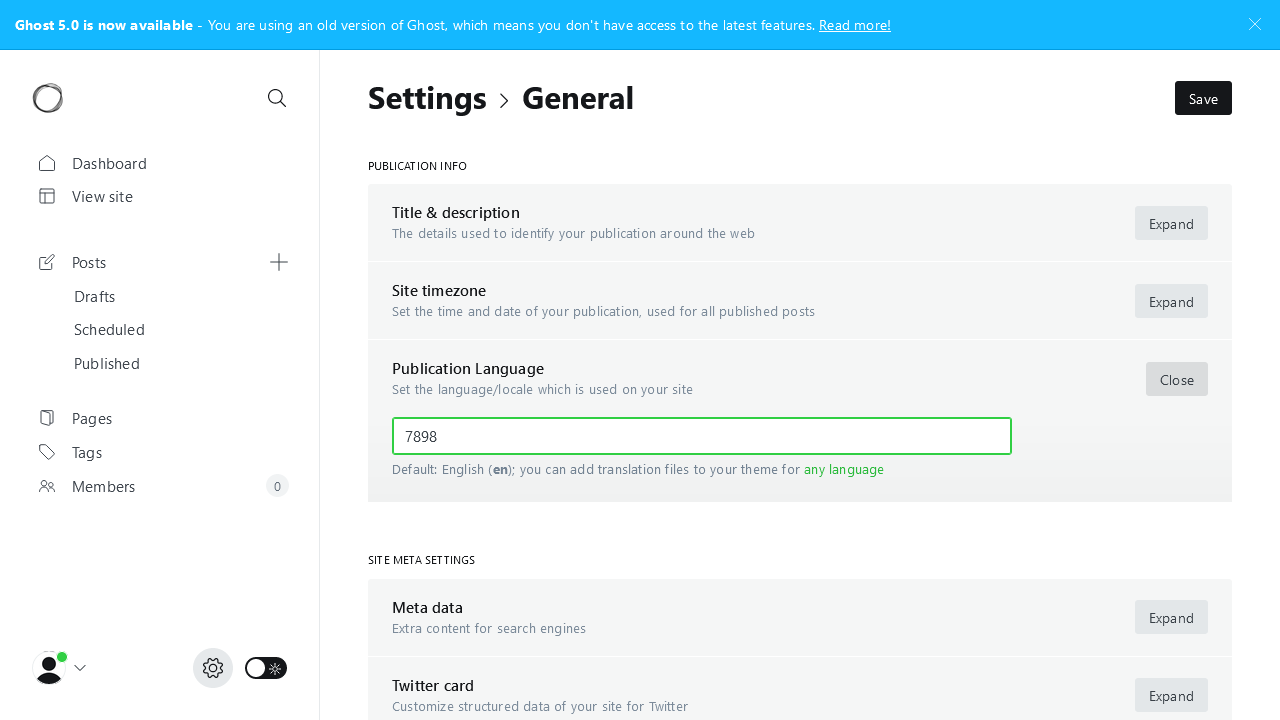 Ghost 5.0 is now available - You are using an old version of Ghost, which means you don't have access to the latest features. Read more!
Settings > General
Save
Dashboard
View site
Posts
Drafts
Scheduled
Published
Pages
Tags
Members
0
PUBLICATION INFO
Title & description
The details used to identify your publication around the web
Expand
Site timezone
Set the time and date of your publication, used for all published posts
Expand
Publication Language
Set the language/locale which is used on your site
Close
7898
Default: English (en); you can add translation files to your theme for any language
SITE META SETTINGS
Meta data
Extra content for search engines
Expand
Twitter card
Customize structured data of your site for Twitter
Expand